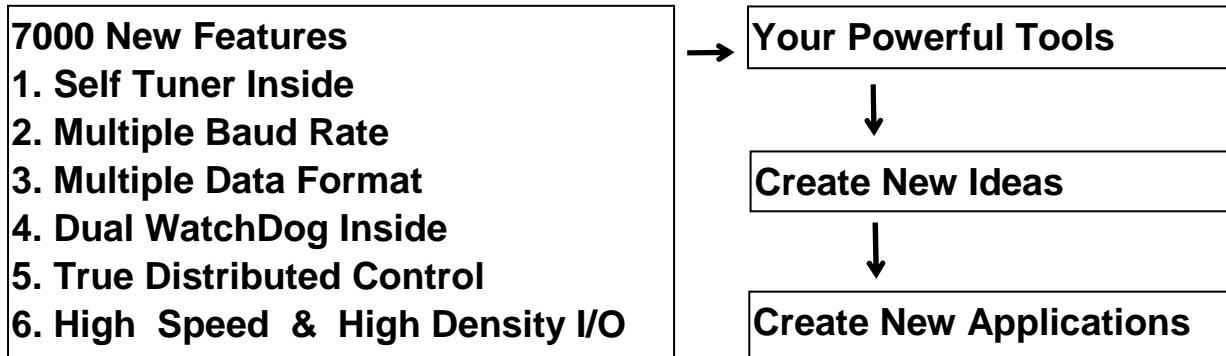 7000 New Features
1. Self Tuner Inside
2. Multiple Baud Rate
3. Multiple Data Format
4. Dual WatchDog Inside
5. True Distributed Control
6. High Speed & High Density I/O
Your Powerful Tools
Create New Ideas
Create New Applications